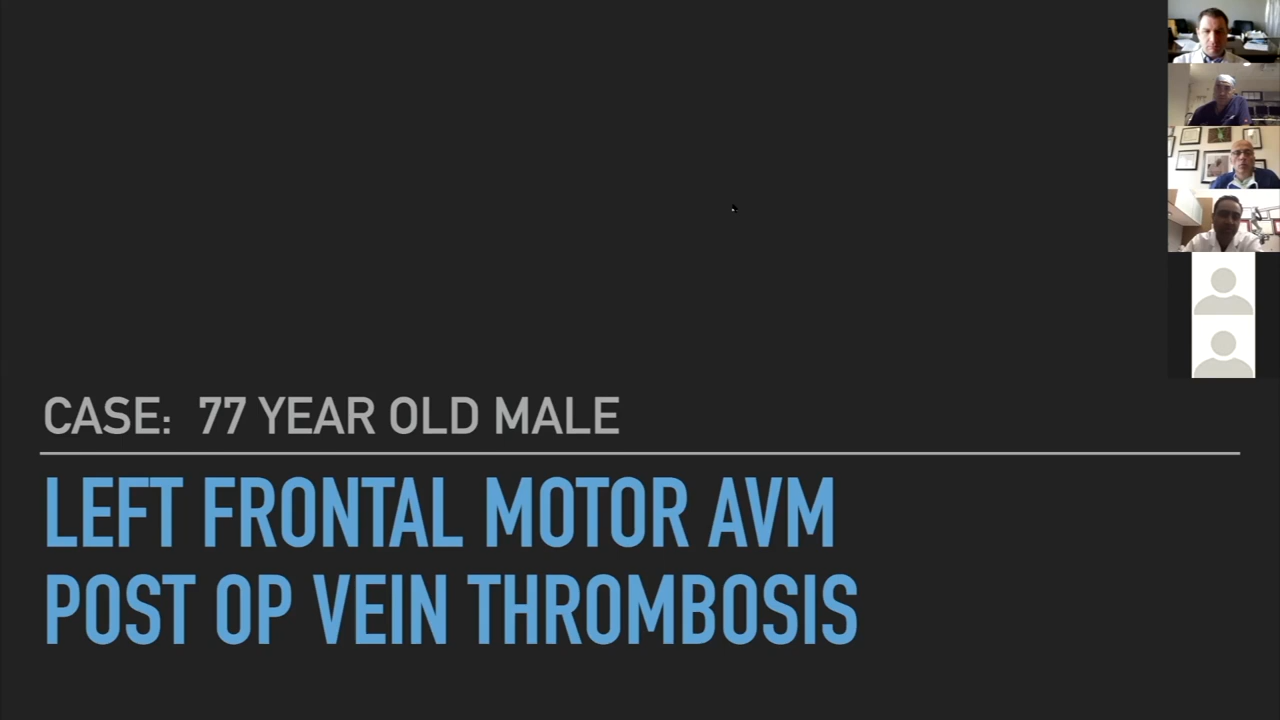 CASE: 77 YEAR OLD MALE
LEFT FRONTAL MOTOR AVM
POST OP VEIN THROMBOSIS